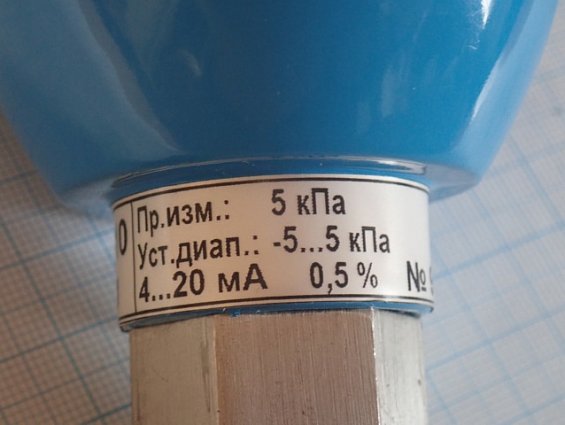 Пр.изм.: 5 кПа
Уст.диап.: -5...5 кПа
4...20 мА 0,5 % №